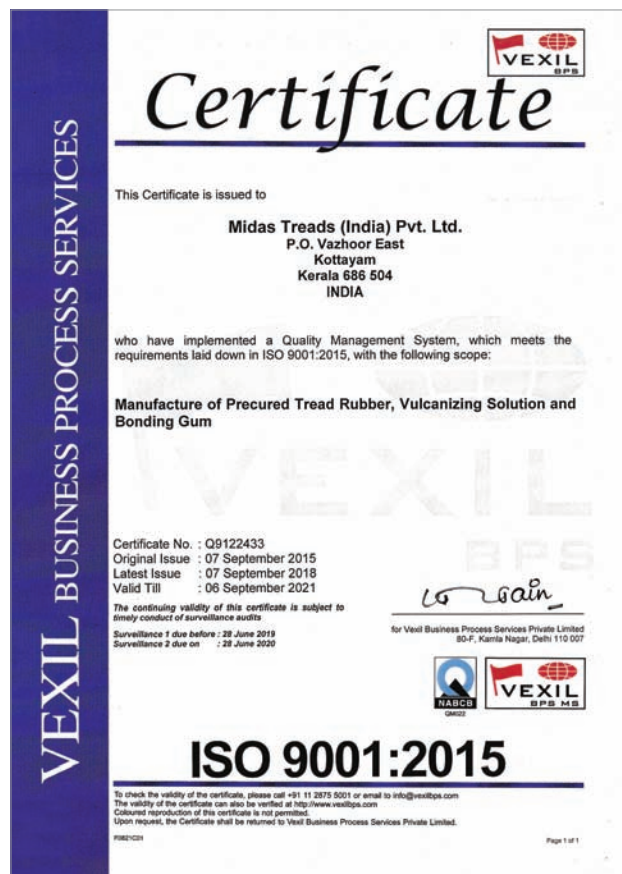 VEXIL BUSINESS PROCESS SERVICES
VEXIL
BPS
Certificate
This Certificate is issued to
Midas Treads (India) Pvt. Ltd.
P.O. Vazhoor East
Kottayam
Kerala 686 504
INDIA
who have implemented a Quality Management System, which meets the
requirements laid down in ISO 9001:2015, with the following scope:
Manufacture of Precured Tread Rubber, Vulcanizing Solution and
Bonding Gum
VEXIL
BPS
Certificate No. : Q9122433
Original Issue : 07 September 2015
Latest Issue : 07 September 2018
Valid Till : 06 September 2021
The continuing validity of this certificate is subject to
timely conduct of surveillance audits
Surveillance 1 due before : 28 June 2019
Surveillance 2 due on : 28 June 2020
for Vexil Business Process Services Private Limited
80-F, Kamla Nagar, Delhi 110 007
NABCB
QM022
VEXIL
BPS MS
ISO 9001:2015
To check the validity of the certificate, please call +91 11 2875 5001 or email to info@vexilbps.com
The validity of the certificate can also be verified at http://www.vexilbps.com
Coloured reproduction of this certificate is not permitted.
Upon request, the Certificate shall be returned to Vexil Business Process Services Private Limited.
Page 1 of 1